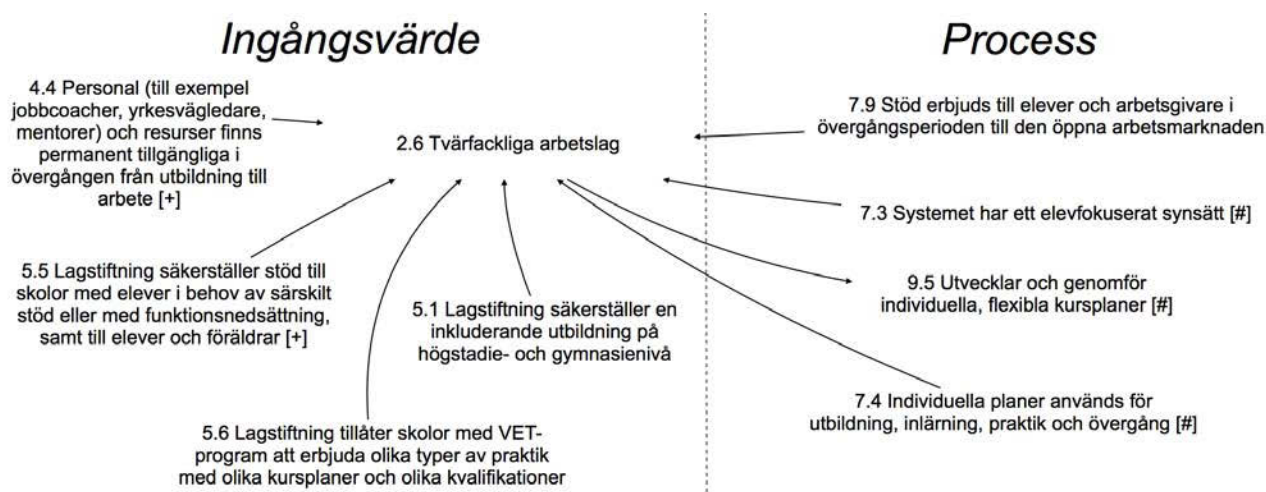 Ingångsvärde
4.4 Personal (till exempel
jobbcoacher, yrkesvägledare,
mentorer) och resurser finns
permanent tillgängliga i
övergången från utbildning till
arbete [+]
2.6 Tvärfackliga arbetslag
5.5 Lagstiftning säkerställer stöd till
skolor med elever i behov av särskilt
stöd eller med funktionsnedsättning,
samt till elever och föräldrar [+]
5.1 Lagstiftning säkerställer en
inkluderande utbildning på
högstadie- och gymnasienivå
5.6 Lagstiftning tillåter skolor med VET-
program att erbjuda olika typer av praktik
med olika kursplaner och olika kvalifikationer
Process
7.9 Stöd erbjuds till elever och arbetsgivare i
övergångsperioden till den öppna arbetsmarknaden
7.3 Systemet har ett elevfokuserat synsätt [#]
9.5 Utvecklar och genomför
individuella, flexibla kursplaner [#]
7.4 Individuella planer används för
utbildning, inlärning, praktik och övergång [#]